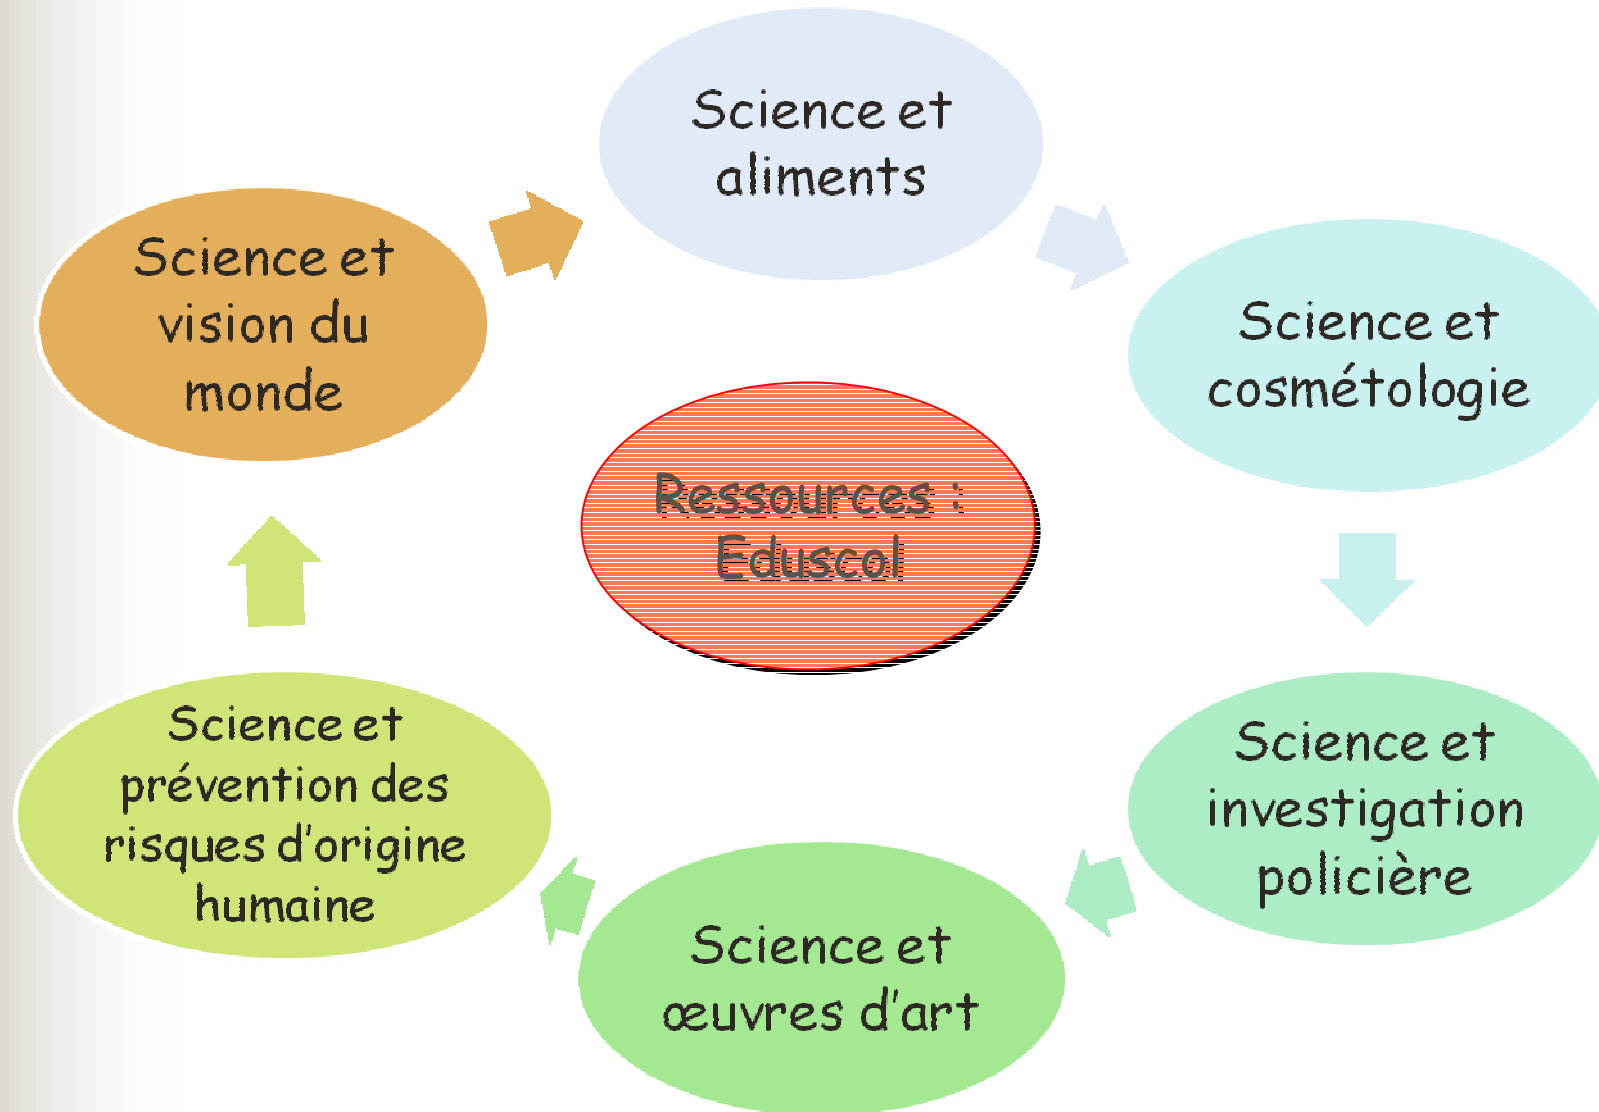 Science et
aliments
Science et
cosmétologie
Science et
investigation
policière
Science et
œuvres d’art
Science et
prévention des
risques d’origine
humaine
Science et
vision du
monde
Ressources :
Eduscol